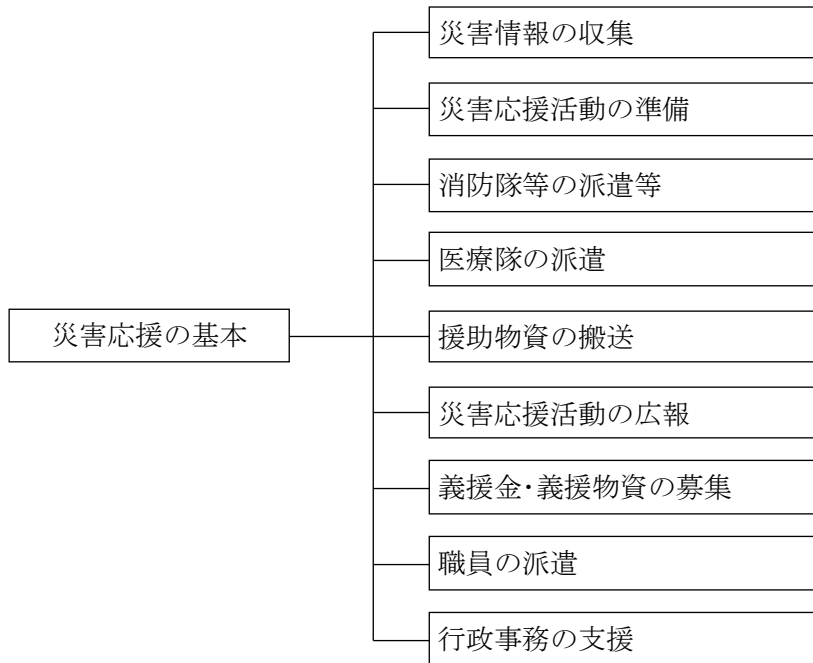 災害情報の収集
災害応援活動の準備
消防隊等の派遣等
医療隊の派遣
災害応援の基本
援助物資の搬送
災害応援活動の広報
義援金・義援物資の募集
職員の派遣
行政事務の支援